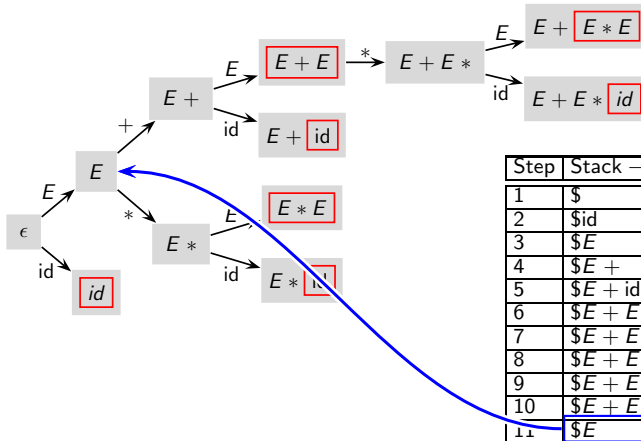 E + E ∗ E
E
E + E
∗
E + E ∗
E
id
E + E ∗ id
E +
E
id
E + id
+
E
E
ϵ
id
id
∗
E ∗
E
E ∗ E
id
E ∗ id
Step Stack –
1 $
2 $id
3 $E
4 $E +
5 $E + id
6 $E + E
7 $E + E
8 $E + E
9 $E + E
10 $E + E
11 $E